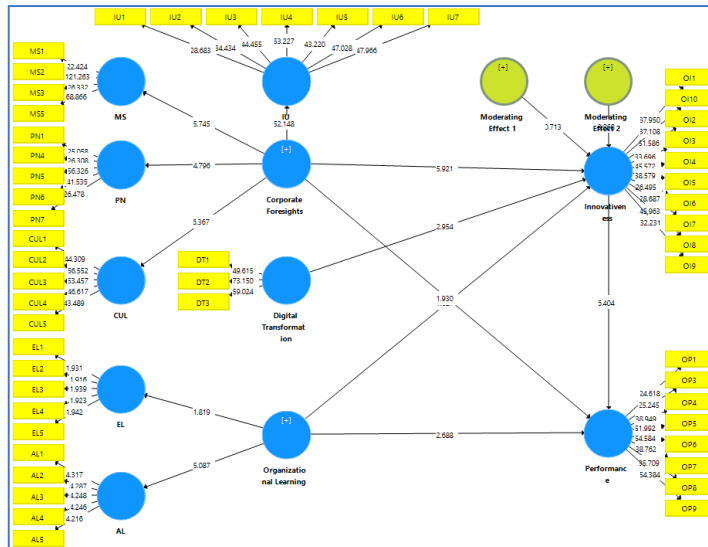 IU1
IU2
IU3
IU4
IU5
IU6
IU7
28.683
34.434
44.455
53.227
43.220
47.028
47.966
MS1
MS2
MS3
MS5
22.424
121.263
26.332
68.866
MS
IU
52.148
[+]
Moderating
Effect 1
[+]
Moderating
Effect 2
0.713
OI1
OI10
OI2
OI3
OI4
OI5
OI6
OI7
OI8
OI9
37.950
37.108
51.586
33.696
45.572
38.579
26.495
28.687
45.963
32.231
Innovativen
ess
PN1
PN4
PN5
PN6
PN7
25.058
26.308
56.326
41.535
26.478
PN
5.745
4.796
5.367
[+]
Corporate
Foresights
5.921
2.954
1.930
CUL1
CUL2
CUL3
CUL4
CUL5
44.309
56.552
53.457
46.617
43.489
CUL
DT1
DT2
DT3
49.615
73.150
59.024
Digital
Transformat
ion
5.404
EL1
EL2
EL3
EL4
EL5
1.931
1.916
1.939
1.923
1.942
EL
1.819
5.087
[+]
Organizatio
nal Learning
2.688
AL1
AL2
AL3
AL4
AL5
4.317
4.287
4.248
4.246
4.216
AL
OP1
OP3
OP4
OP5
OP6
OP7
OP8
OP9
24.618
25.245
38.949
51.992
54.584
38.762
54.384
Performanc
e